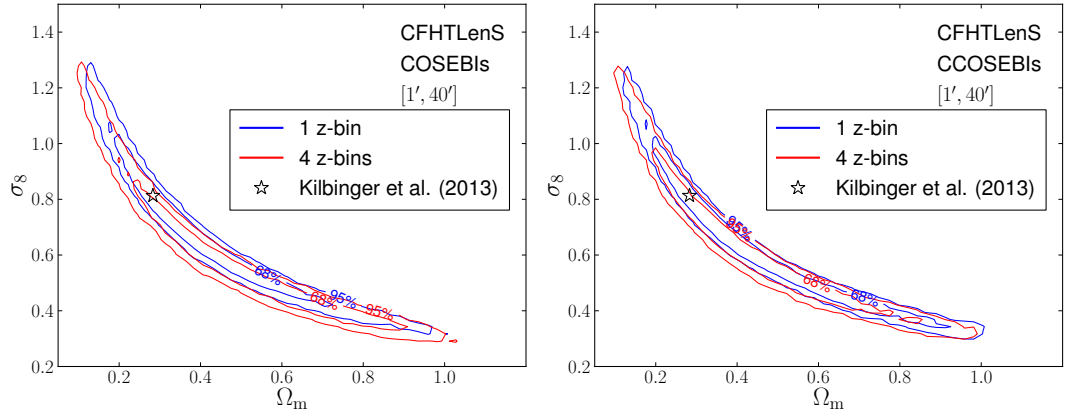 CFHTLenS
COSEBIs
[1′, 40′]
1 z-bin
4 z-bins
Kilbinger et al. (2013)
σ8
1.4
1.2
1.0
0.8
0.6
0.4
0.2
68%
95%
68%
95%
0.2 0.4 0.6 0.8 1.0
Ωm
CFHTLenS
CCOSEBIs
[1′, 40′]
1 z-bin
4 z-bins
Kilbinger et al. (2013)
σ8
1.4
1.2
1.0
0.8
0.6
0.4
0.2
95%
95%
68%
68%
0.2 0.4 0.6 0.8 1.0
Ωm